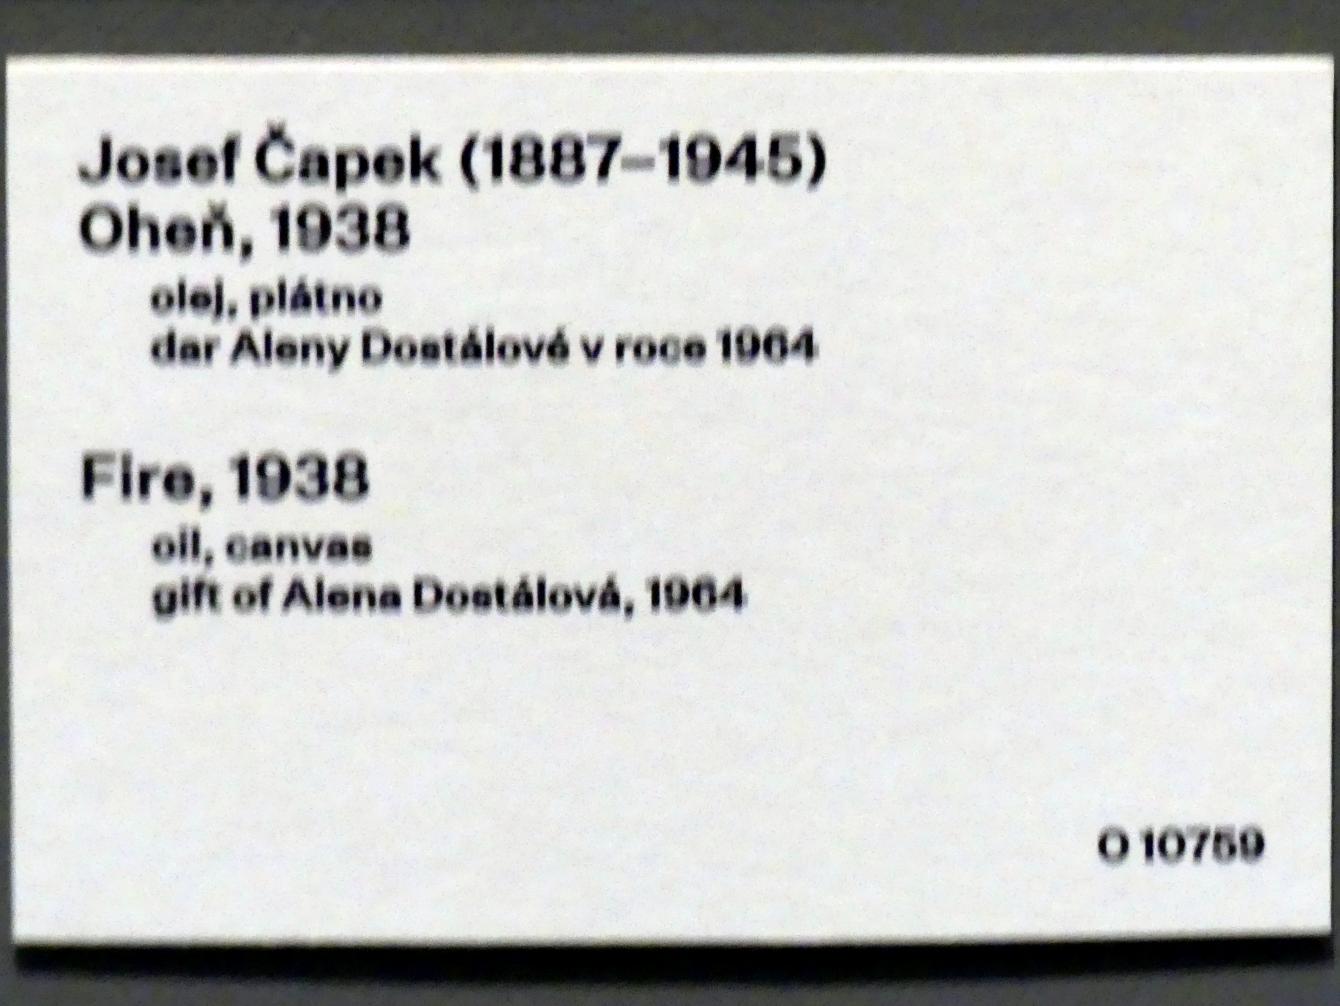 Josef Čapek (1887–1945)
Oheň, 1938
olej, plátno
dar Aleny Dostálové v roce 1964
Fire, 1938
oil, canvas
gift of Alena Dostálová, 1964
O 10759